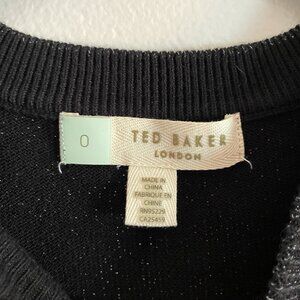 0
TED BAKER
LONDON
MADE IN
CHINA
FABRIQUÉ EN
CHINE
RN95229
CA25459